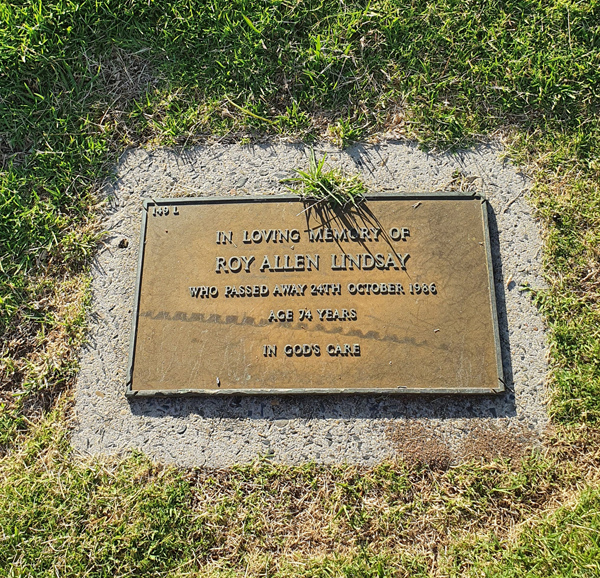 149 L
IN LOVING MEMORY OF
ROY ALLEN LINDSAY
WHO PASSED AWAY 24TH OCTOBER 1986
AGE 74 YEARS
IN GOD'S CARE